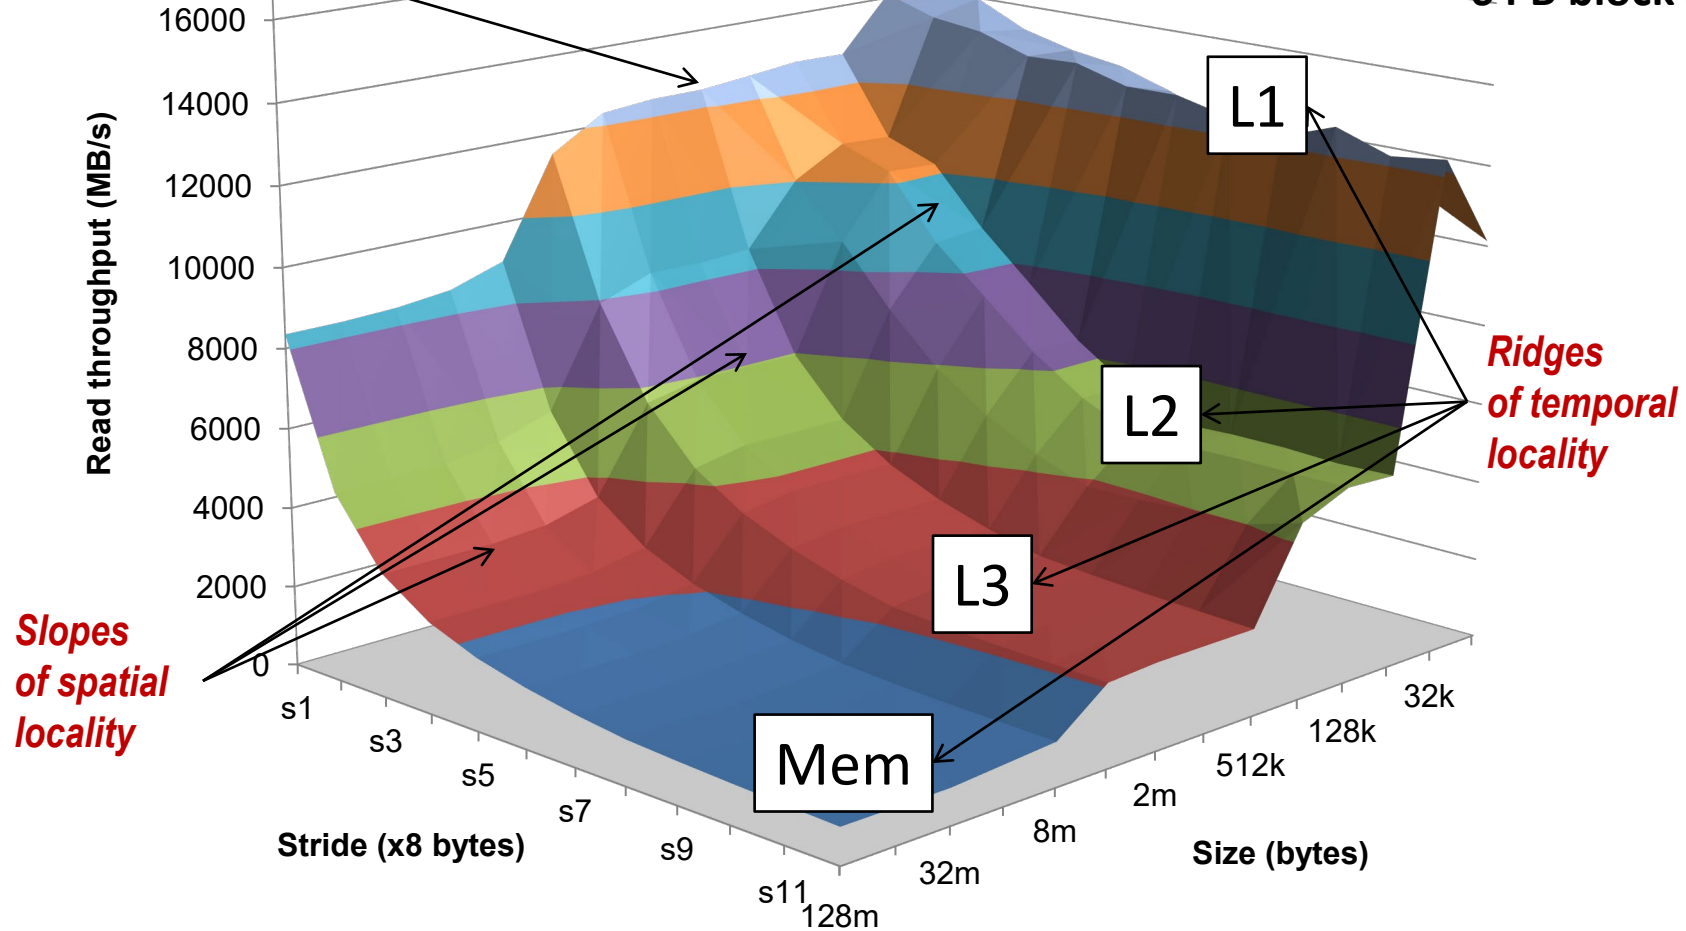 16000
14000
12000
10000
8000
6000
4000
2000
0
Read throughput (MB/s)
L1
L2
L3
Mem
Ridges
of temporal
locality
Slopes
of spatial
locality
s1
s3
s5
s7
s9
s11
Stride (x8 bytes)
128m
32m
8m
2m
512k
128k
32k
Size (bytes)